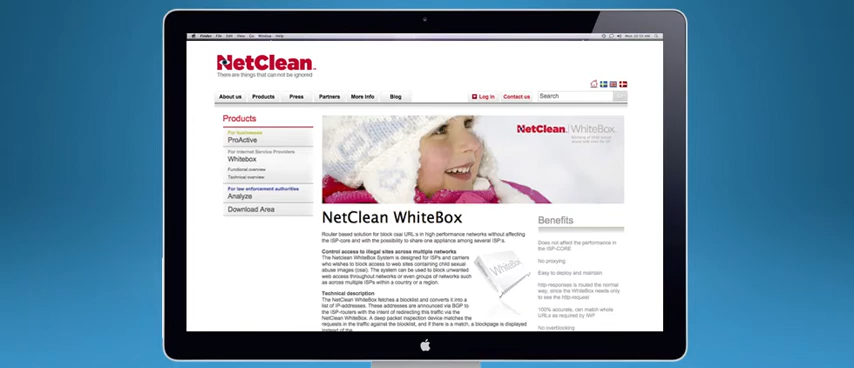 Finder File Edit View Go Window Help
NetClean
There are things that can not be ignored
About us Products Press Partners More info Blog
Log in Contact us Search
Products
For businesses
ProActive
For Internet Service Providers
Whitebox
Functional overview
Technical overview
For law enforcement authorities
Analyze
Download Area
NetClean WhiteBox
NetClean WhiteBox
Router based solution for block csai URL:s in high performance networks without affecting
the ISP-core and with the possibility to share one appliance among several ISP:s.
Control access to illegal sites across multiple networks
The Netclean WhiteBox System is designed for ISPs and carriers
who wishes to block access to web sites containing child sexual
abuse images (csai). The system can be used to block unwanted
web access throughout networks or even groups of networks such
as across multiple ISPs within a country or a region.
WhiteBox
Technical description
The NetClean WhiteBox fetches a blocklist and converts it into a
list of IP-addresses. These addresses are announced via BGP to
the ISP-routers with the intent of redirecting this traffic via the
NetClean WhiteBox. A deep packet inspection device matches the
requests in the traffic against the blocklist, and if there is a match, a blockpage is displayed
instead of the
Benefits
Does not affect the performance in
the ISP-CORE
No proxying
Easy to deploy and maintain
http-responses is routed the normal
way, since the WhiteBox needs only
to see the http-request
100% accurate, can match whole
URL:s as required by IWF
No overblocking